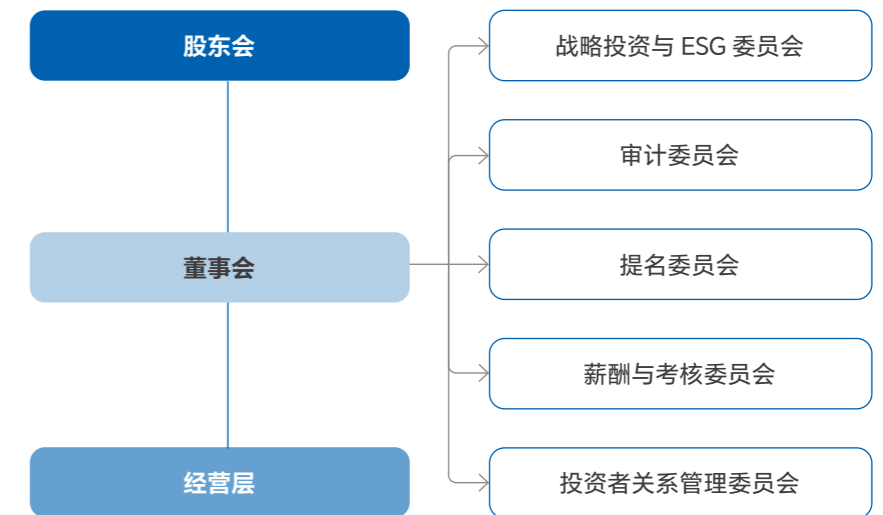 股东会
董事会
经营层
战略投资与 ESG 委员会
审计委员会
提名委员会
薪酬与考核委员会
投资者关系管理委员会